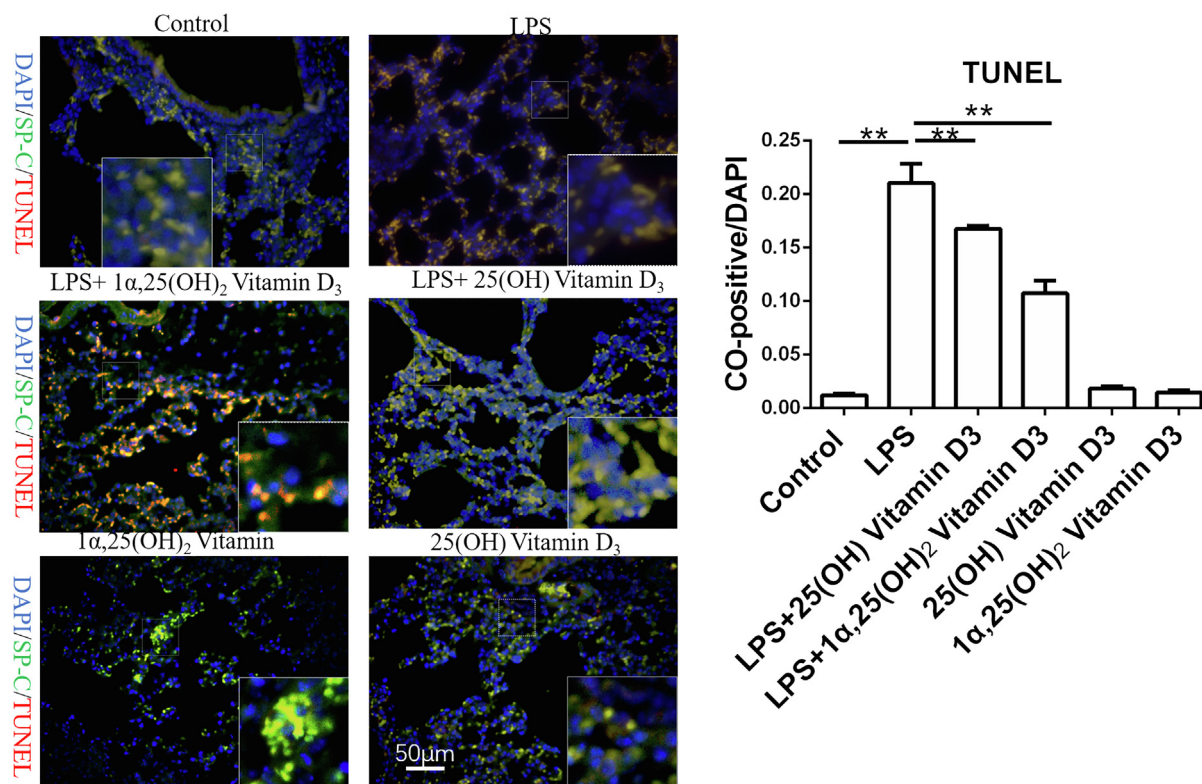 Control
LPS
DAPI/SP-C/TUNEL
LPS+ 1α,25(OH)₂ Vitamin D₃
LPS+ 25(OH) Vitamin D₃
DAPI/SP-C/TUNEL
1α,25(OH)₂ Vitamin
25(OH) Vitamin D₃
DAPI/SP-C/TUNEL
50µm
TUNEL
**
**
**
CO-positive/DAPI
0.25
0.20
0.15
0.10
0.05
0.00
Control
LPS
LPS+25(OH) Vitamin D3
LPS+1α,25(OH)₂ Vitamin D3
25(OH) Vitamin D3
1α,25(OH)₂ Vitamin D3